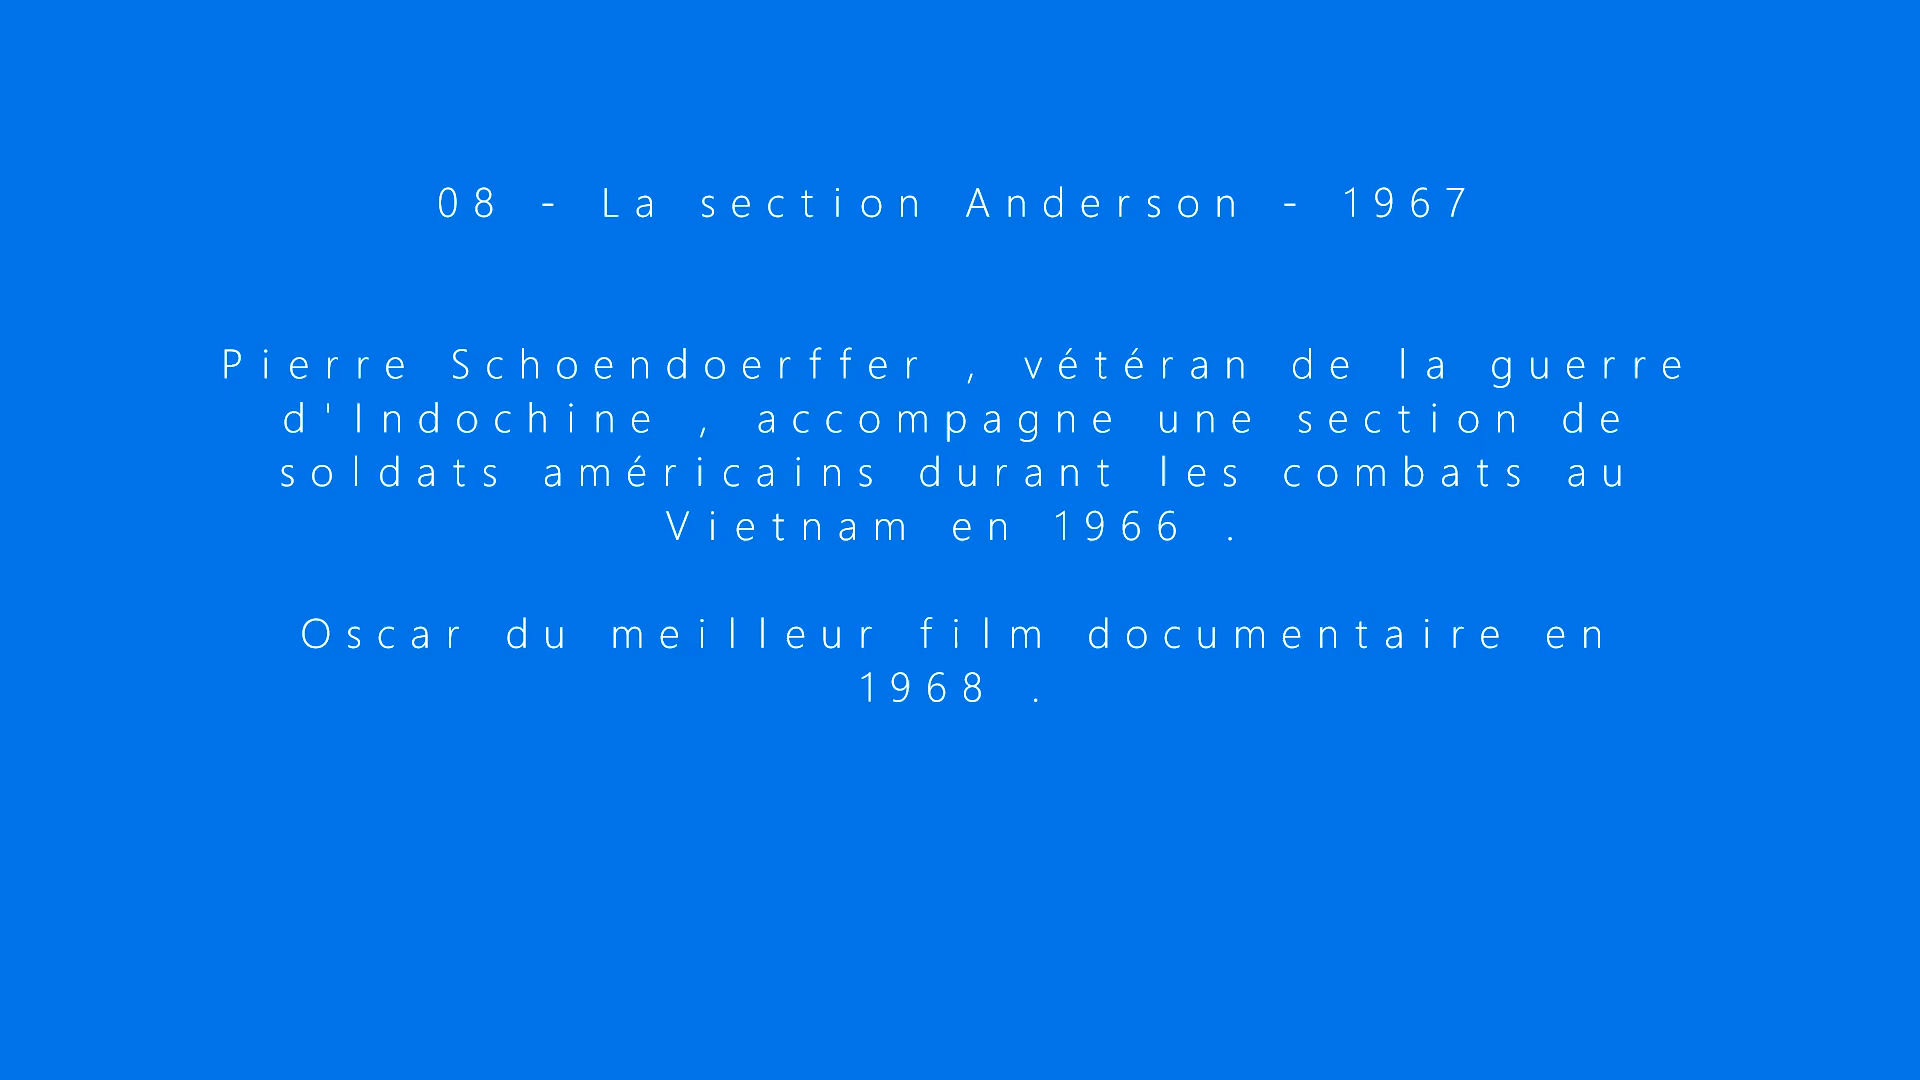 08 - La section Anderson - 1967
Pierre Schoendoerffer , vétéran de la guerre
d'Indochine , accompagne une section de
soldats américains durant les combats au
Vietnam en 1966 .
Oscar du meilleur film documentaire en
1968 .